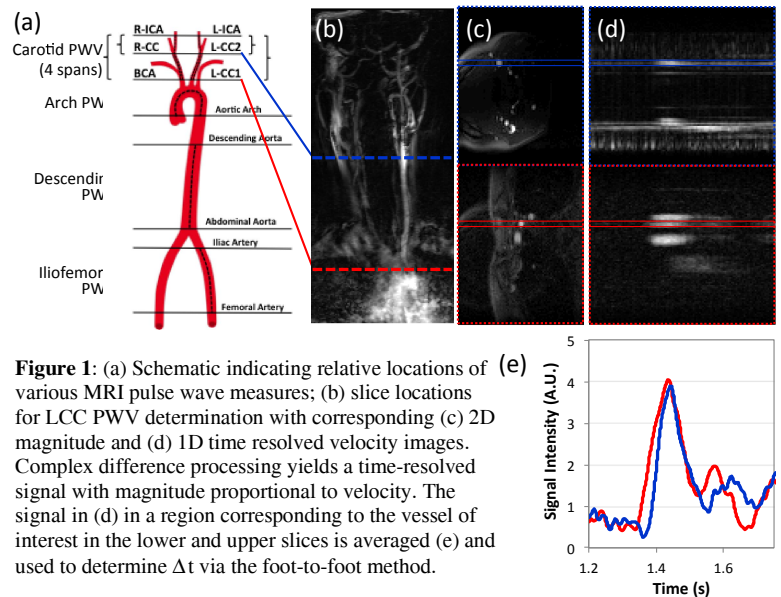 (a)
R-ICA
L-ICA
R-CC
L-CC2
Carotid PWV
(4 spans)
BCA
L-CC1
Arch PW
Aortic Arch
Descending Aorta
Descendin
PW
Abdominal Aorta
Iliac Artery
Iliofemor
PW
Femoral Artery
(b)
(c)
(d)
Figure 1: (a) Schematic indicating relative locations of
various MRI pulse wave measures; (b) slice locations
for LCC PWV determination with corresponding (c) 2D
magnitude and (d) 1D time resolved velocity images.
Complex difference processing yields a time-resolved
signal with magnitude proportional to velocity. The
signal in (d) in a region corresponding to the vessel of
interest in the lower and upper slices is averaged (e) and
used to determine Δt via the foot-to-foot method.
(e)
Signal Intensity (A.U.)
5
4
3
2
1
0
1.2
1.4
1.6
Time (s)